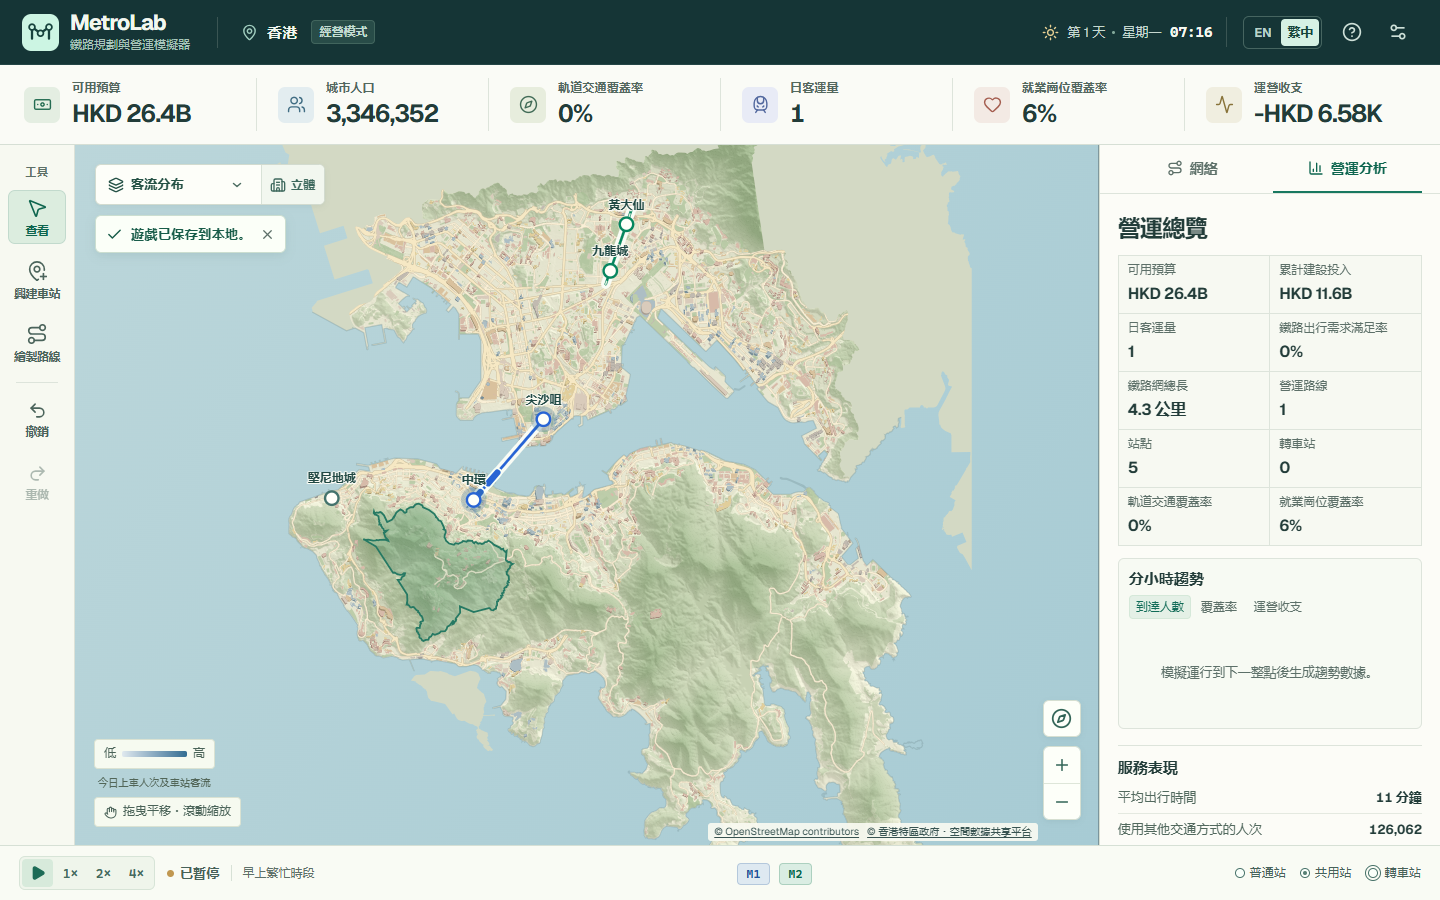 MetroLab
鐵路規劃與營運模擬器
香港
經營模式
第 1 天 · 星期一 07:16
EN
繁中
可用預算
HKD 26.4B
城市人口
3,346,352
軌道交通覆蓋率
0%
日客運量
1
就業崗位覆蓋率
6%
運營收支
-HKD 6.58K
工具
查看
興建車站
繪製路線
撤銷
重做
客流分布
立體
遊戲已保存到本地。
黃大仙
九龍城
尖沙咀
中環
堅尼地城
低
高
今日上車人次及車站客流
拖曳平移 · 滾動縮放
© OpenStreetMap contributors © 香港特區政府 · 空間數據共享平台
網絡
營運分析
營運總覽
可用預算
HKD 26.4B
累計建設投入
HKD 11.6B
日客運量
1
鐵路出行需求滿足率
0%
鐵路網總長
4.3 公里
營運路線
1
站點
5
轉車站
0
軌道交通覆蓋率
0%
就業崗位覆蓋率
6%
分小時趨勢
到達人數
覆蓋率
運營收支
模擬運行到下一整點後生成趨勢數據。
服務表現
平均出行時間
11 分鐘
使用其他交通方式的人次
126,062
1×
2×
4×
已暫停
早上繁忙時段
M1
M2
普通站
共用站
轉車站